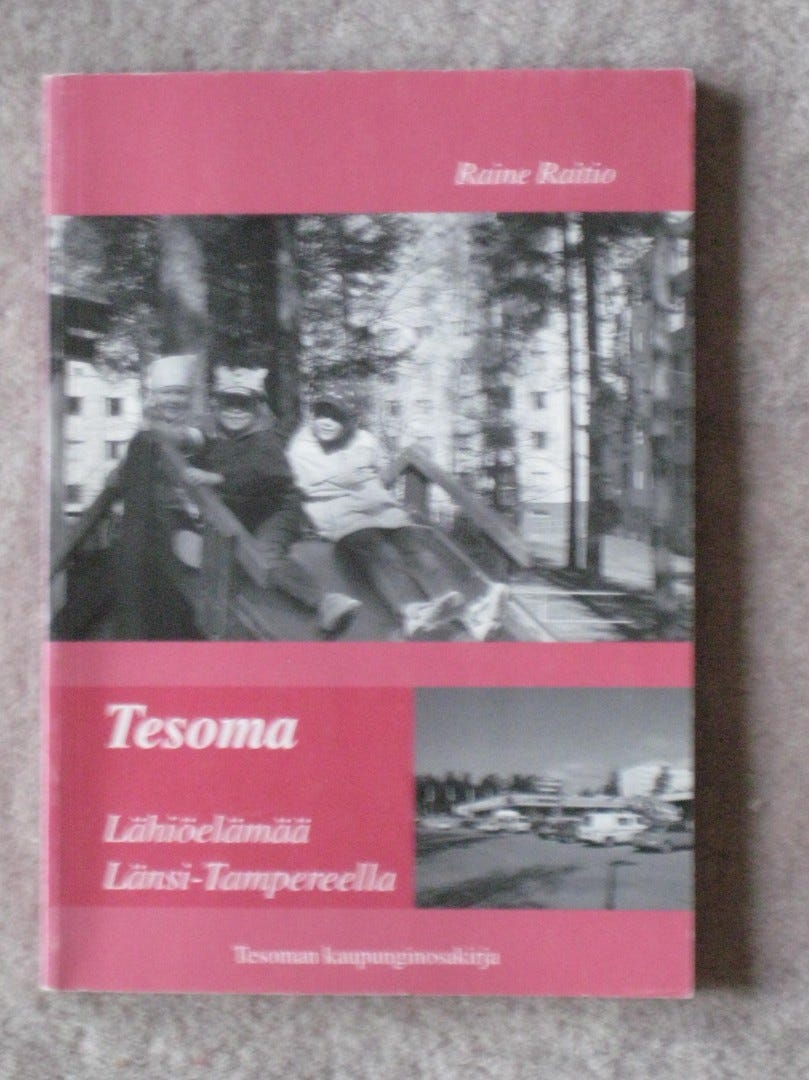 Raine Raitio
Tesoma
Lähiöelämää
Länsi-Tampereella
Tesoman kaupunginosakirja